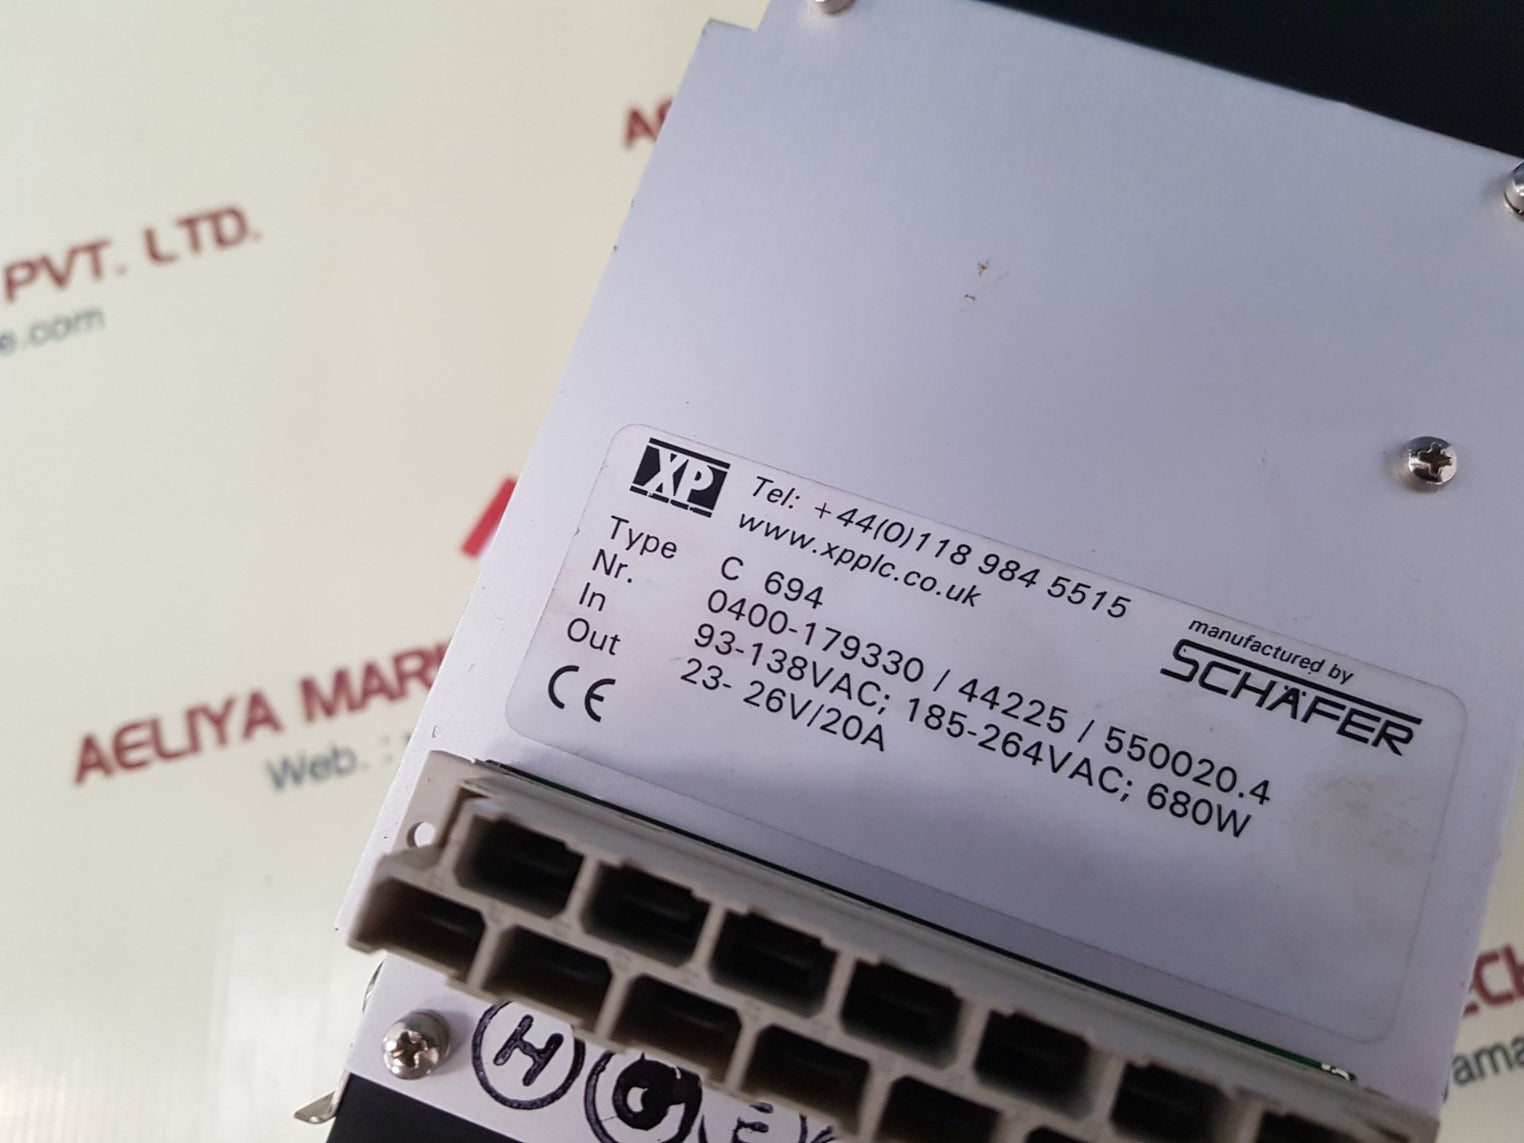 PVT. LTD.
e.com
AELIYA MAR
Web. :
XP
Tel: +44(0)118 984 5515
www.xpplc.co.uk
Type C 694
Nr. 0400-179330 / 44225 / 550020.4
In 93-138VAC; 185-264VAC; 680W
Out 23- 26V/20A
CE
manufactured by
SCHÄFER
H